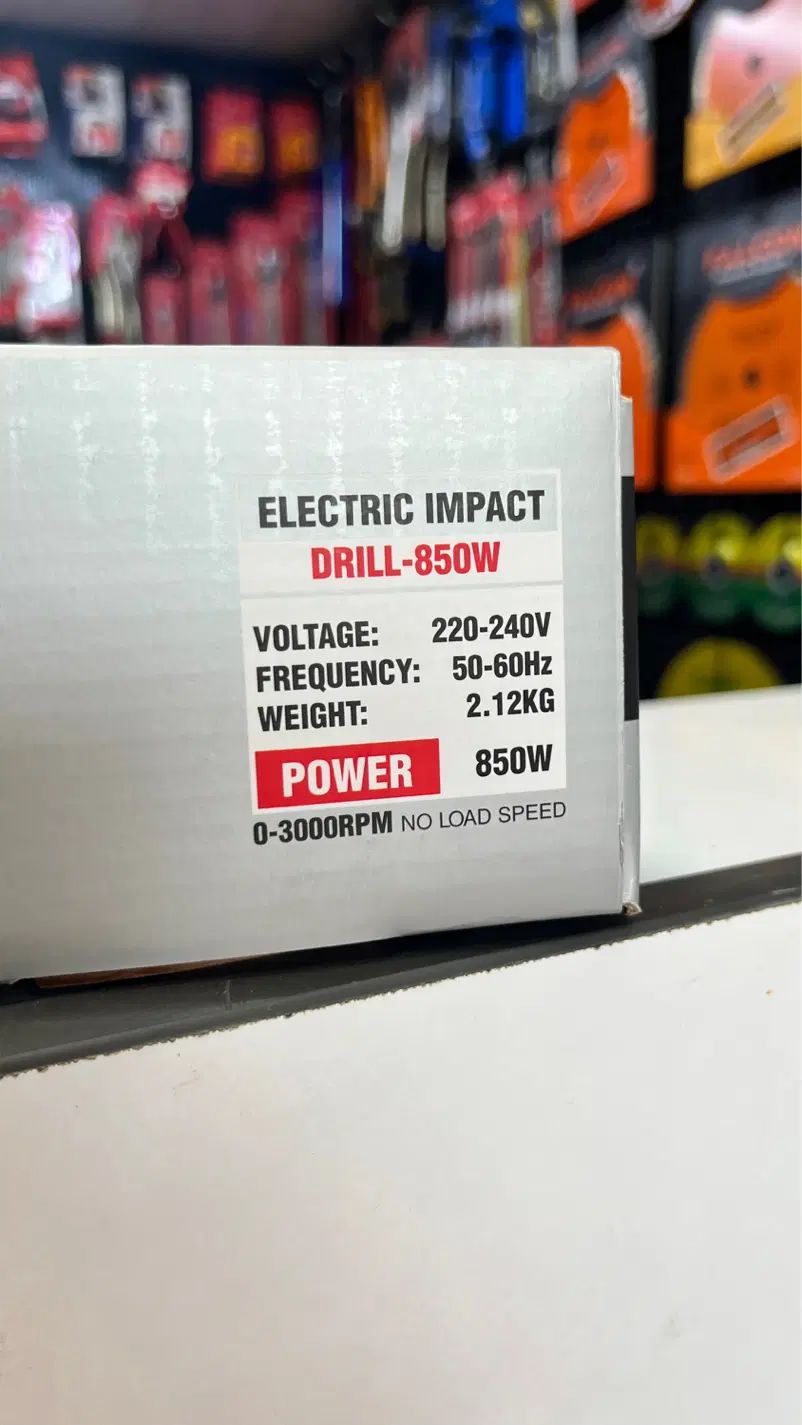 ELECTRIC IMPACT
DRILL-850W
VOLTAGE: 220-240V
FREQUENCY: 50-60Hz
WEIGHT: 2.12KG
POWER 850W
0-3000RPM NO LOAD SPEED